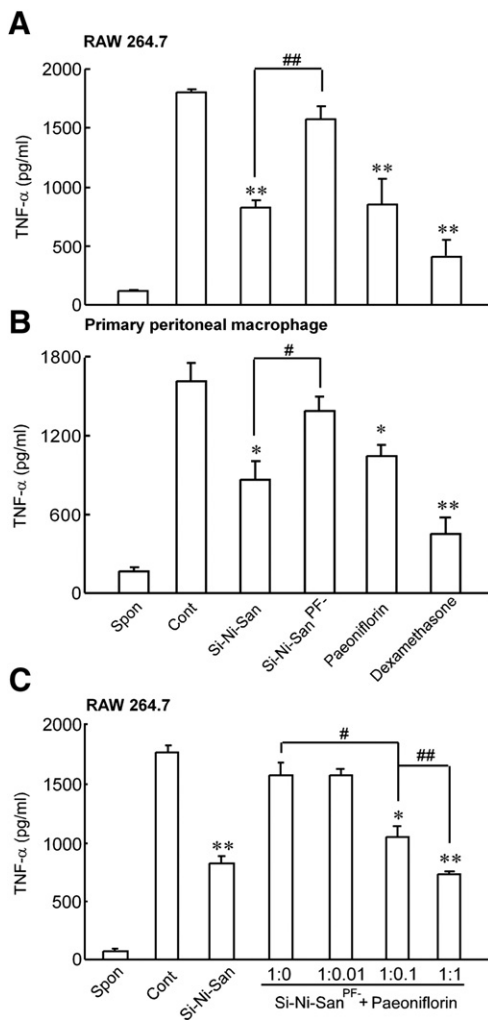 A
RAW 264.7
2000
1500
1000
500
0
TNF-α (pg/ml)
##
**
**
**
B
Primary peritoneal macrophage
1800
1200
600
0
TNF-α (pg/ml)
#
*
*
**
Spon
Cont
Si-Ni-San
Si-Ni-San^PF-
Paeoniflorin
Dexamethasone
C
RAW 264.7
2000
1500
1000
500
0
TNF-α (pg/ml)
#
##
**
*
**
Spon
Cont
Si-Ni-San
1:0 1:0.01 1:0.1 1:1
Si-Ni-San^PF- + Paeoniflorin